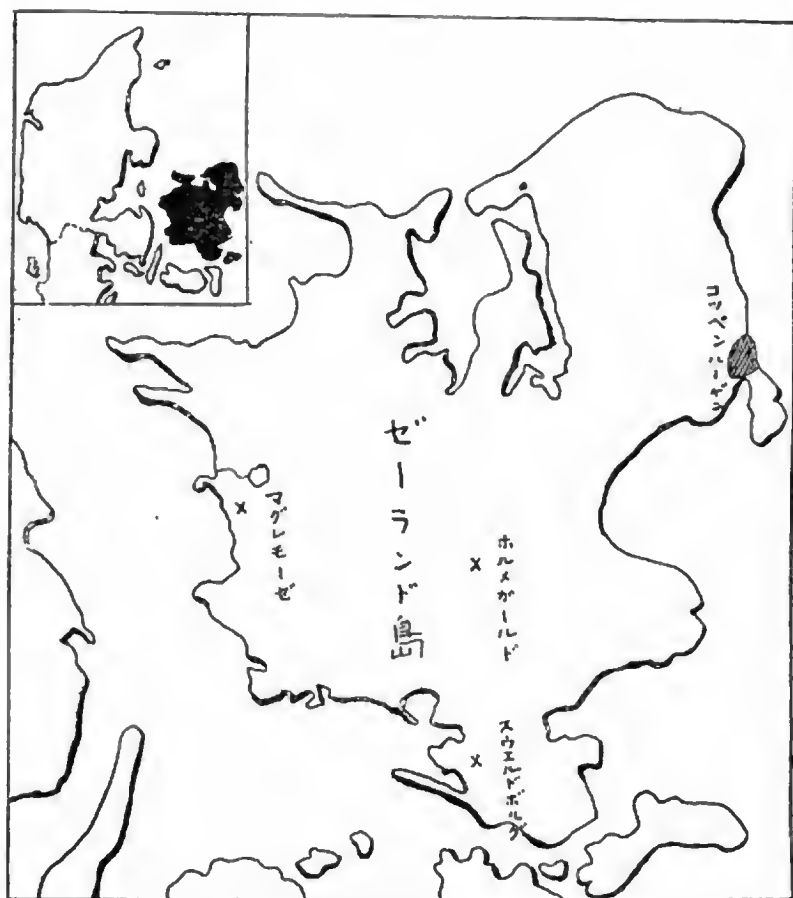 コッペンハーゲン
ゼーランド島
マグレモーゼ
ホルメガールド
スウエルドボルグ